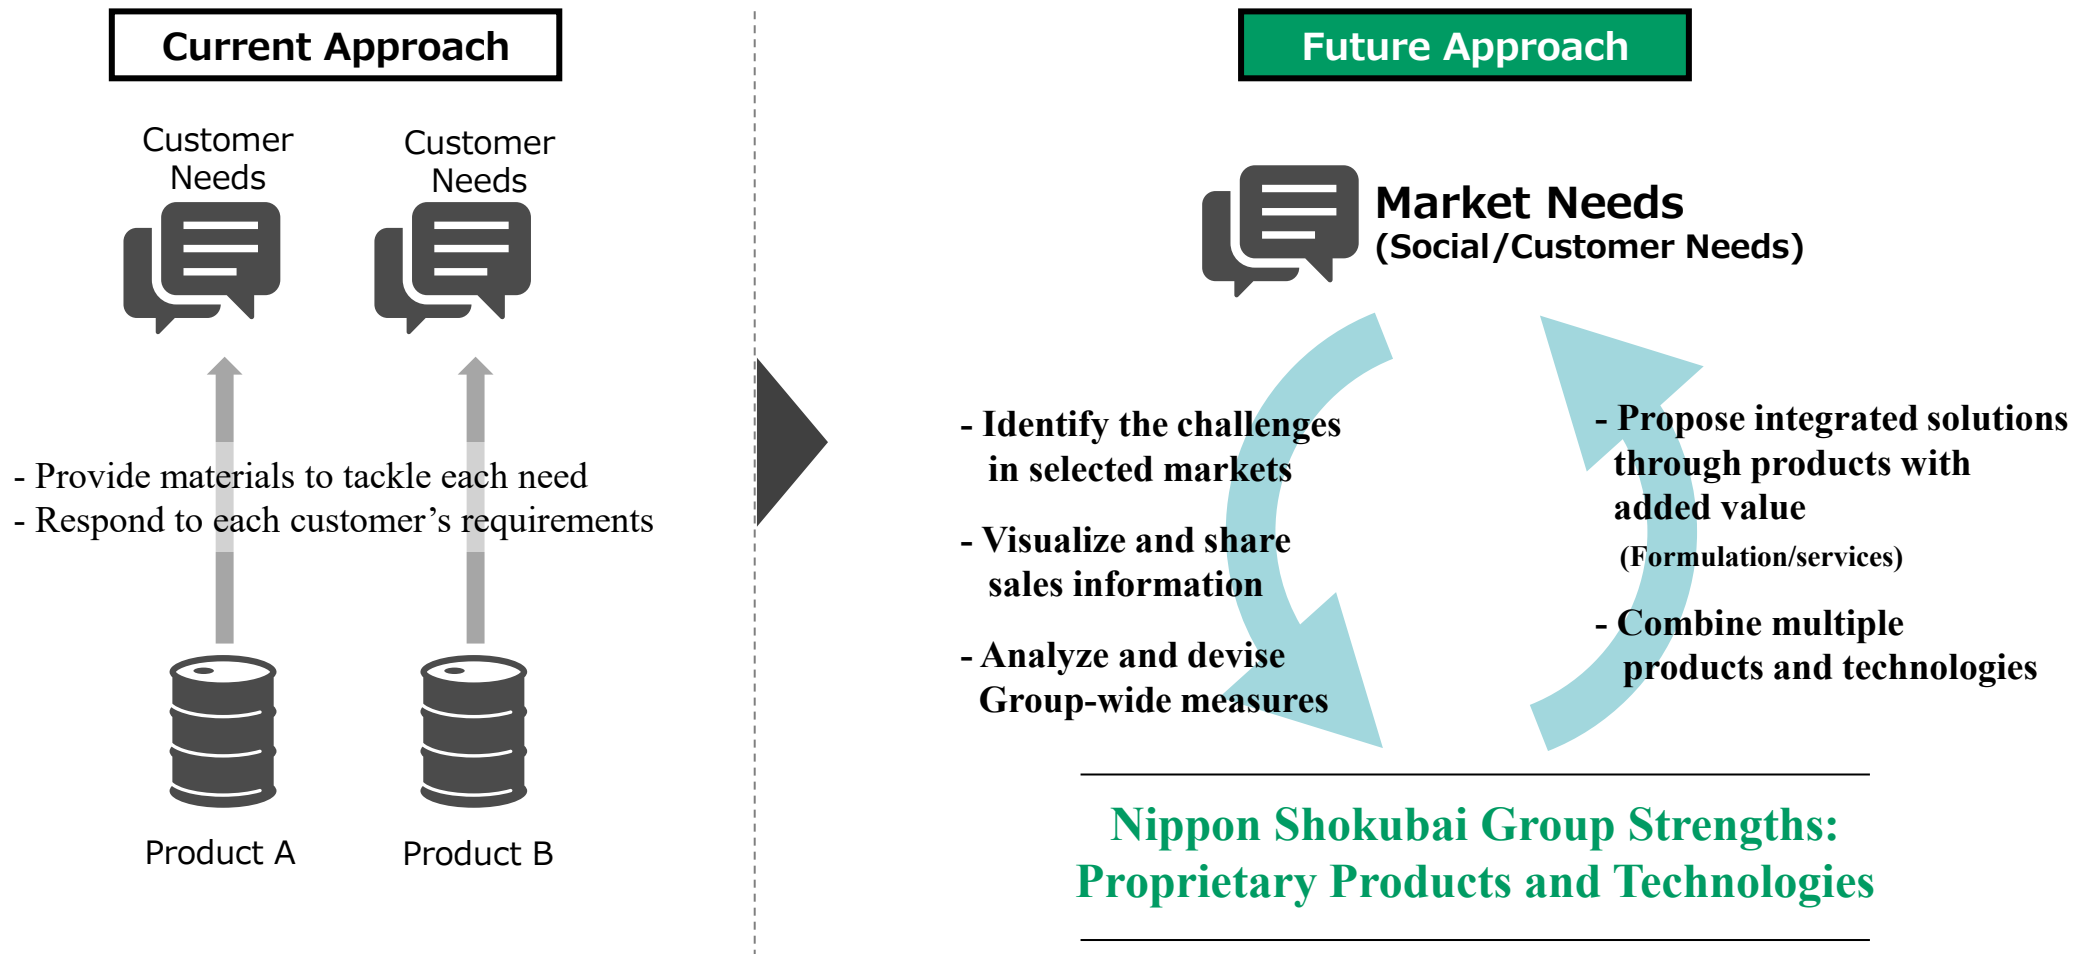 Current Approach
Customer
Needs
Customer
Needs
- Provide materials to tackle each need
- Respond to each customer’s requirements
Product A
Product B
Future Approach
Market Needs
(Social/Customer Needs)
- Identify the challenges
in selected markets
- Visualize and share
sales information
- Analyze and devise
Group-wide measures
- Propose integrated solutions
through products with
added value
(Formulation/services)
- Combine multiple
products and technologies
Nippon Shokubai Group Strengths:
Proprietary Products and Technologies